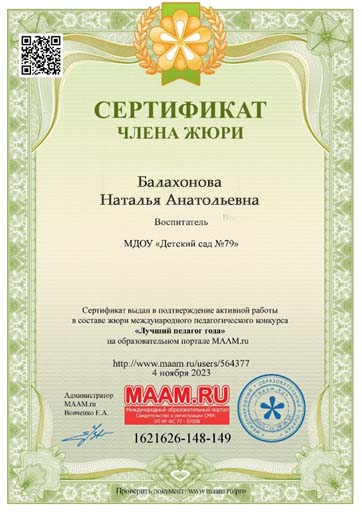 СЕРТИФИКАТ
ЧЛЕНА ЖЮРИ
Балахонова
Наталья Анатольевна
Воспитатель
МДОУ «Детский сад №79»
Сертификат выдан в подтверждение активной работы
в составе жюри международного педагогического конкурса
«Лучший педагог года»
на образовательном портале MAAM.ru
http://www.maam.ru/users/564377
4 ноября 2023
Администратор
MAAM.ru
Вовченко Е.А.
MAAM.RU
Международный образовательный портал
Свидетельство о регистрации СМИ:
ЭЛ № ФС 77 - 57008
1621626-148-149
Проверить документ: www.maam.ru/pro